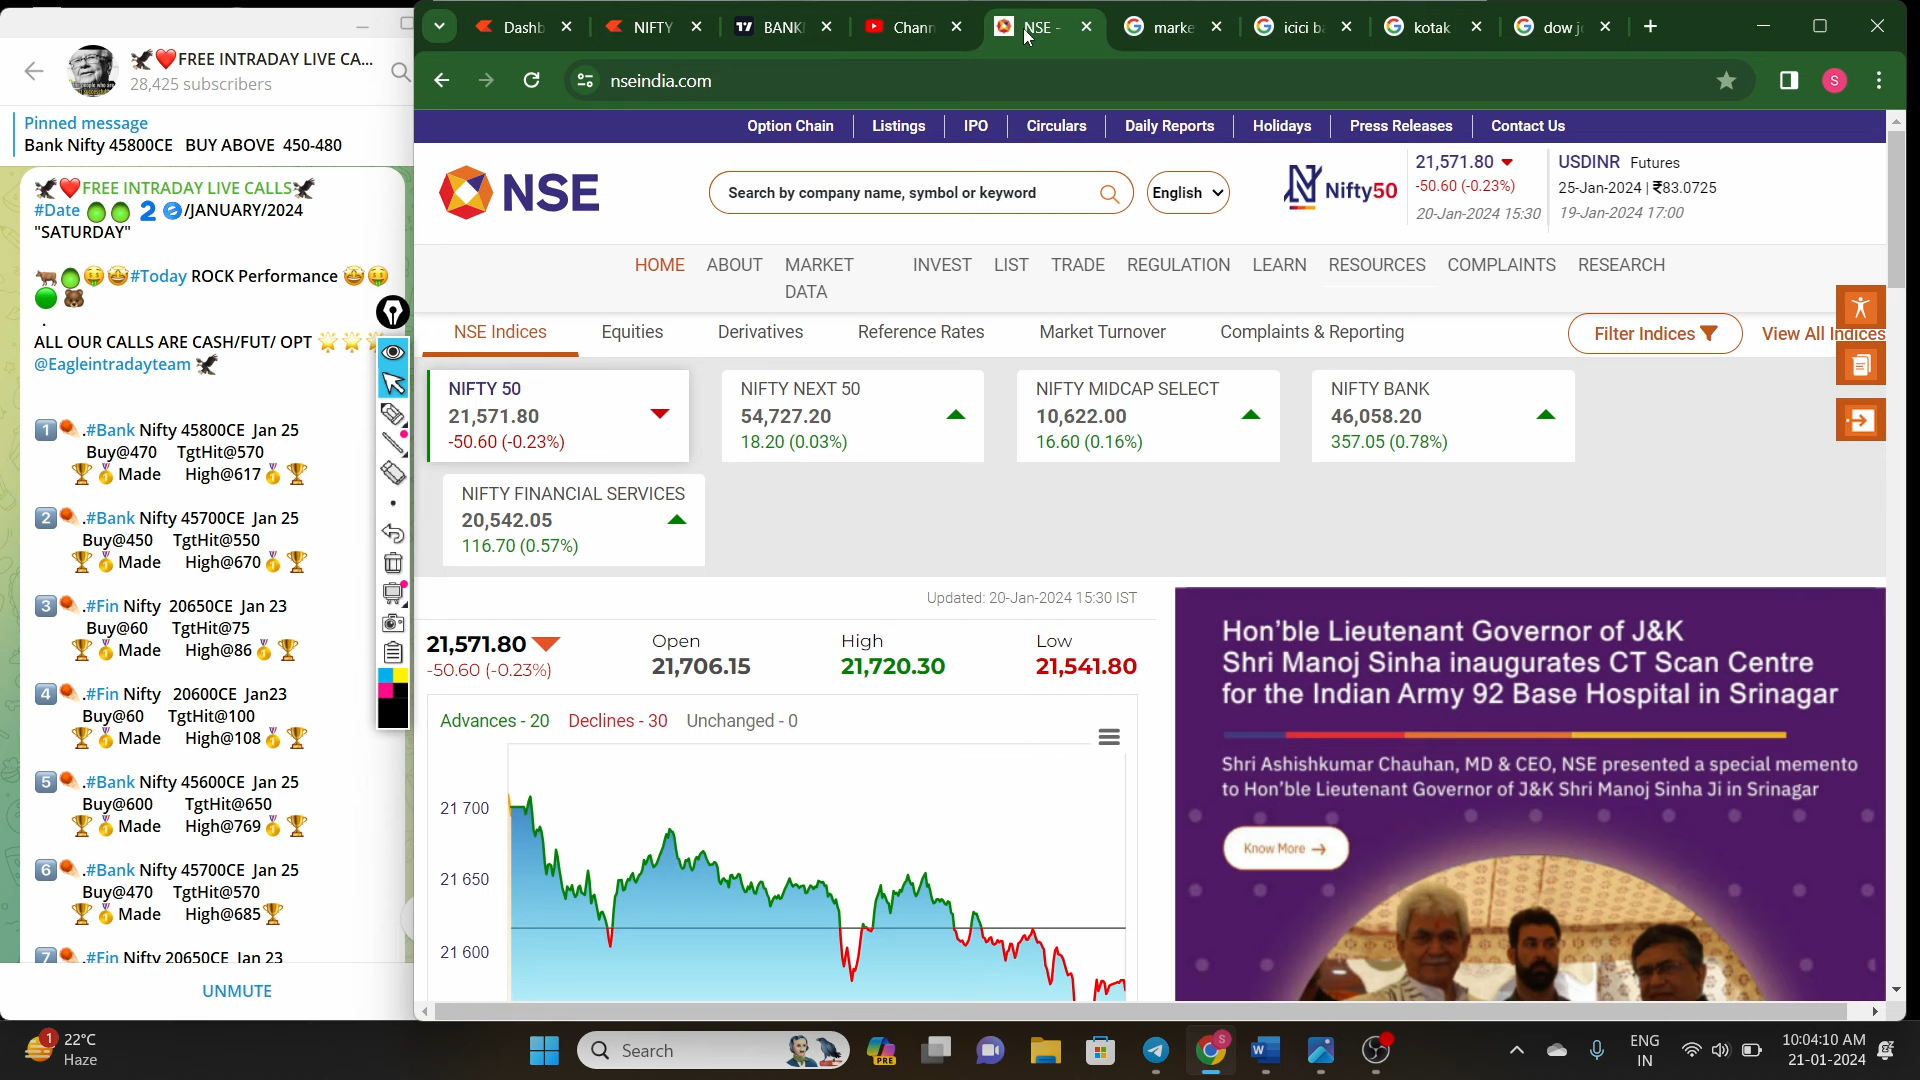 FREE INTRADAY LIVE CA...
28,425 subscribers
Pinned message
Bank Nifty 45800CE BUY ABOVE 450-480
🦅❤️FREE INTRADAY LIVE CALLS🦅
#Date 🥚🥚 2️⃣ /JANUARY/2024
"SATURDAY"
#Today ROCK Performance
.
ALL OUR CALLS ARE CASH/FUT/ OPT 🌟🌟
@Eagleintradayteam 🦅
1 .#Bank Nifty 45800CE Jan 25
Buy@470 TgtHit@570
🏆🥇Made High@617🥇🏆
2 .#Bank Nifty 45700CE Jan 25
Buy@450 TgtHit@550
🏆🥇Made High@670🥇🏆
3 .#Fin Nifty 20650CE Jan 23
Buy@60 TgtHit@75
🏆🥇Made High@86🥇🏆
4 .#Fin Nifty 20600CE Jan23
Buy@60 TgtHit@100
🏆🥇Made High@108🥇🏆
5 .#Bank Nifty 45600CE Jan 25
Buy@600 TgtHit@650
🏆🥇Made High@769🥇🏆
6 .#Bank Nifty 45700CE Jan 25
Buy@470 TgtHit@570
🏆🥇Made High@685🏆
7 .#Fin Nifty 20650CE Jan 23
UNMUTE
Dashb NIFTY BANK Chann NSE - marke icici b kotak dow j
nseindia.com
S
Option Chain Listings IPO Circulars Daily Reports Holidays Press Releases Contact Us
NSE
Search by company name, symbol or keyword
English
Nifty50
21,571.80
-50.60 (-0.23%)
20-Jan-2024 15:30
USDINR Futures
25-Jan-2024 | ₹83.0725
19-Jan-2024 17:00
HOME ABOUT MARKET DATA INVEST LIST TRADE REGULATION LEARN RESOURCES COMPLAINTS RESEARCH
NSE Indices Equities Derivatives Reference Rates Market Turnover Complaints & Reporting
Filter Indices View All Indices
NIFTY 50
21,571.80
-50.60 (-0.23%)
NIFTY NEXT 50
54,727.20
18.20 (0.03%)
NIFTY MIDCAP SELECT
10,622.00
16.60 (0.16%)
NIFTY BANK
46,058.20
357.05 (0.78%)
NIFTY FINANCIAL SERVICES
20,542.05
116.70 (0.57%)
Updated: 20-Jan-2024 15:30 IST
21,571.80
-50.60 (-0.23%)
Open
21,706.15
High
21,720.30
Low
21,541.80
Advances - 20 Declines - 30 Unchanged - 0
21 700
21 650
21 600
Hon'ble Lieutenant Governor of J&K
Shri Manoj Sinha inaugurates CT Scan Centre
for the Indian Army 92 Base Hospital in Srinagar
Shri Ashishkumar Chauhan, MD & CEO, NSE presented a special memento
to Hon'ble Lieutenant Governor of J&K Shri Manoj Sinha Ji in Srinagar
Know More →
1
22°C
Haze
Search
PRE
S
W
ENG
IN
10:04:10 AM
21-01-2024